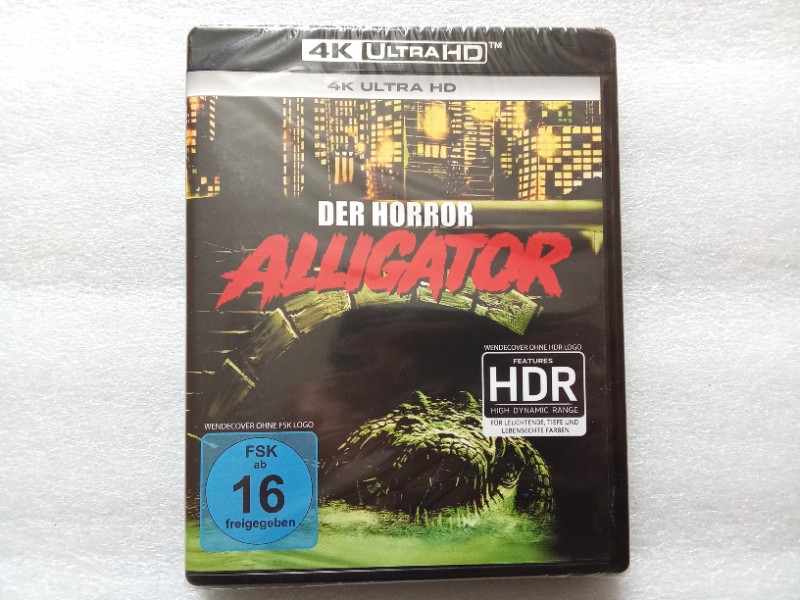 4K ULTRA HD™
4K ULTRA HD
DER HORROR
ALLIGATOR
WENDECOVER OHNE HDR LOGO
FEATURES
HDR
HIGH DYNAMIC RANGE
FÜR LEUCHTENDE, TIEFE UND
LEBENSECHTE FARBEN.
WENDECOVER OHNE FSK LOGO
FSK
ab
16
freigegeben